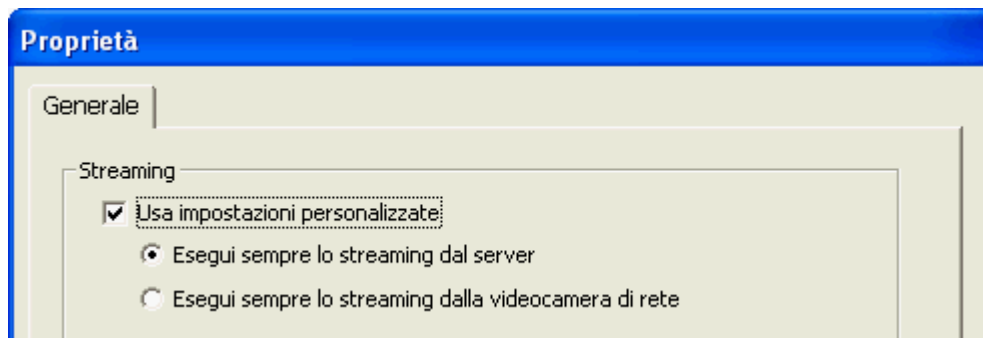 Proprietà
Generale
Streaming
Usa impostazioni personalizzate
Esegui sempre lo streaming dal server
Esegui sempre lo streaming dalla videocamera di rete